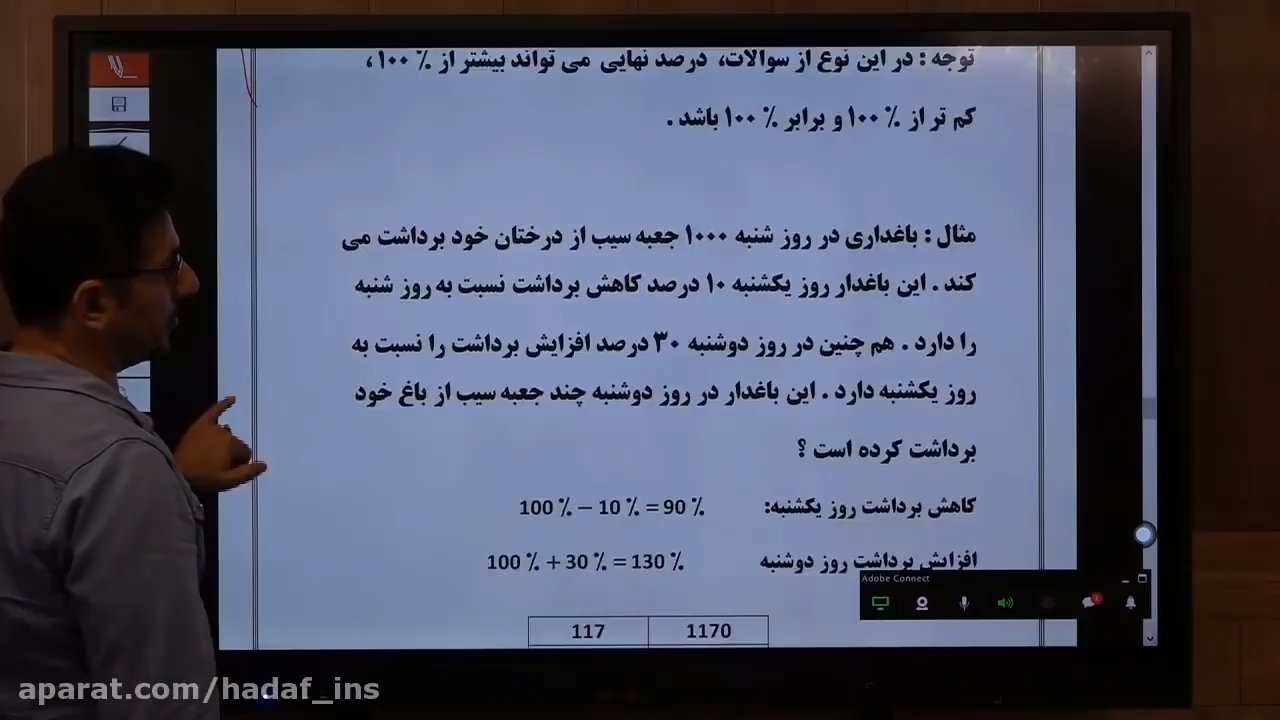 توجه : در این نوع از سوالات، درصد نهایی می تواند بیشتر از ٪ ۱۰۰ ،
کم تر از ٪ ۱۰۰ و برابر ٪ ۱۰۰ باشد .
مثال : باغداری در روز شنبه ۱۰۰۰ جعبه سیب از درختان خود برداشت می
کند . این باغدار روز یکشنبه ۱۰ درصد کاهش برداشت نسبت به روز شنبه
را دارد . هم چنین در روز دوشنبه ۳۰ درصد افزایش برداشت را نسبت به
روز یکشنبه دارد . این باغدار در روز دوشنبه چند جعبه سیب از باغ خود
برداشت کرده است ؟
کاهش برداشت روز یکشنبه: 100 ٪ − 10 ٪ = 90 ٪
افزایش برداشت روز دوشنبه 100 ٪ + 30 ٪ = 130 ٪
Adobe Connect
117 1170
aparat.com/hadaf_ins